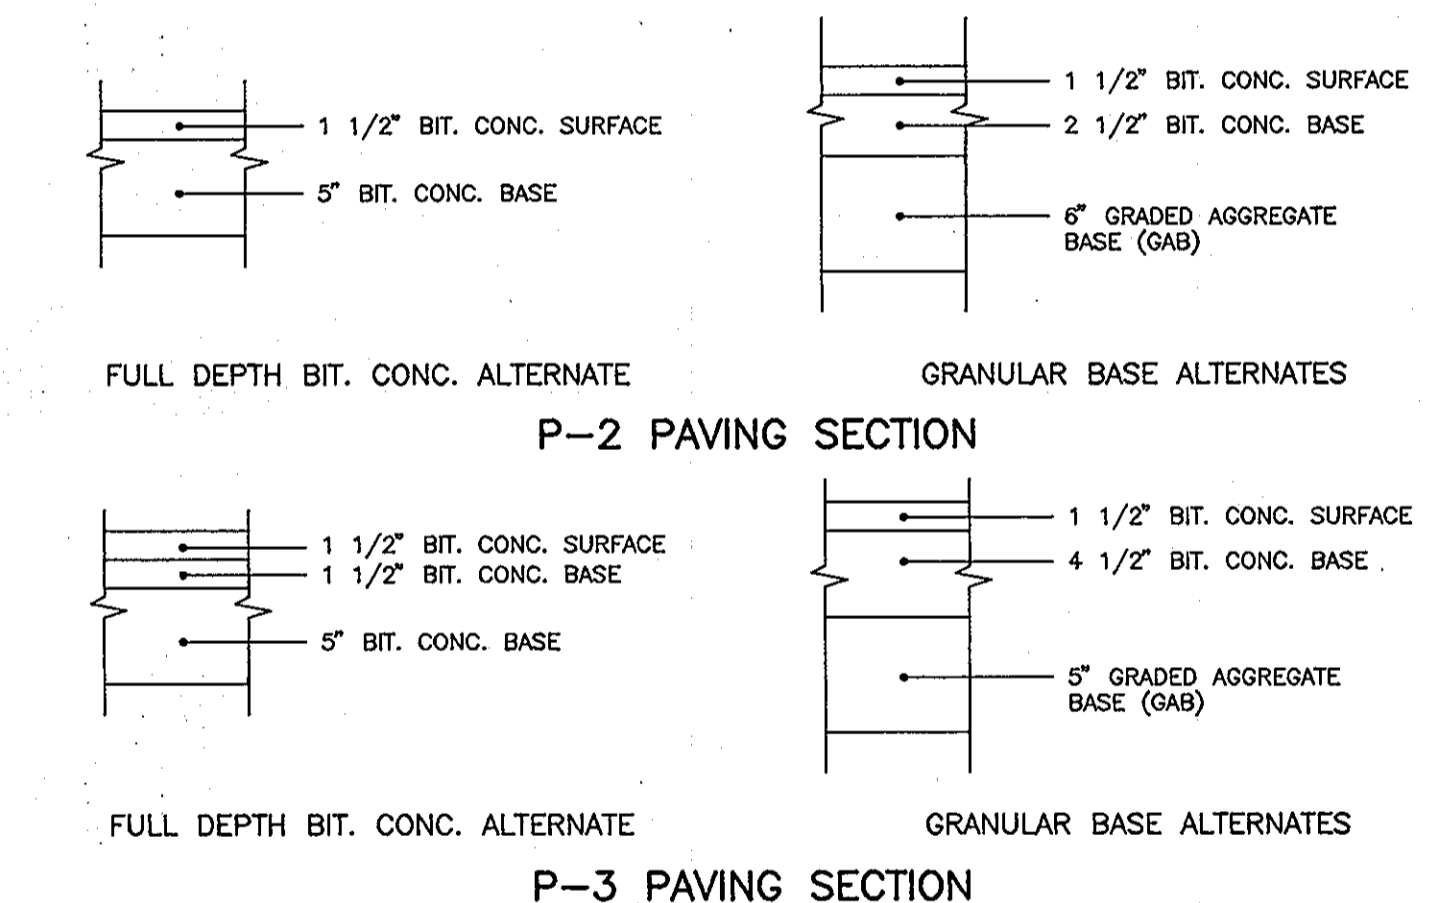 1 1/2" BIT. CONC. SURFACE
5" BIT. CONC. BASE
1 1/2" BIT. CONC. SURFACE
2 1/2" BIT. CONC. BASE
6" GRADED AGGREGATE
BASE (GAB)
FULL DEPTH BIT. CONC. ALTERNATE
GRANULAR BASE ALTERNATES
P-2 PAVING SECTION
1 1/2" BIT. CONC. SURFACE
1 1/2" BIT. CONC. BASE
5" BIT. CONC. BASE
1 1/2" BIT. CONC. SURFACE
4 1/2" BIT. CONC. BASE
5" GRADED AGGREGATE
BASE (GAB)
FULL DEPTH BIT. CONC. ALTERNATE
GRANULAR BASE ALTERNATES
P-3 PAVING SECTION